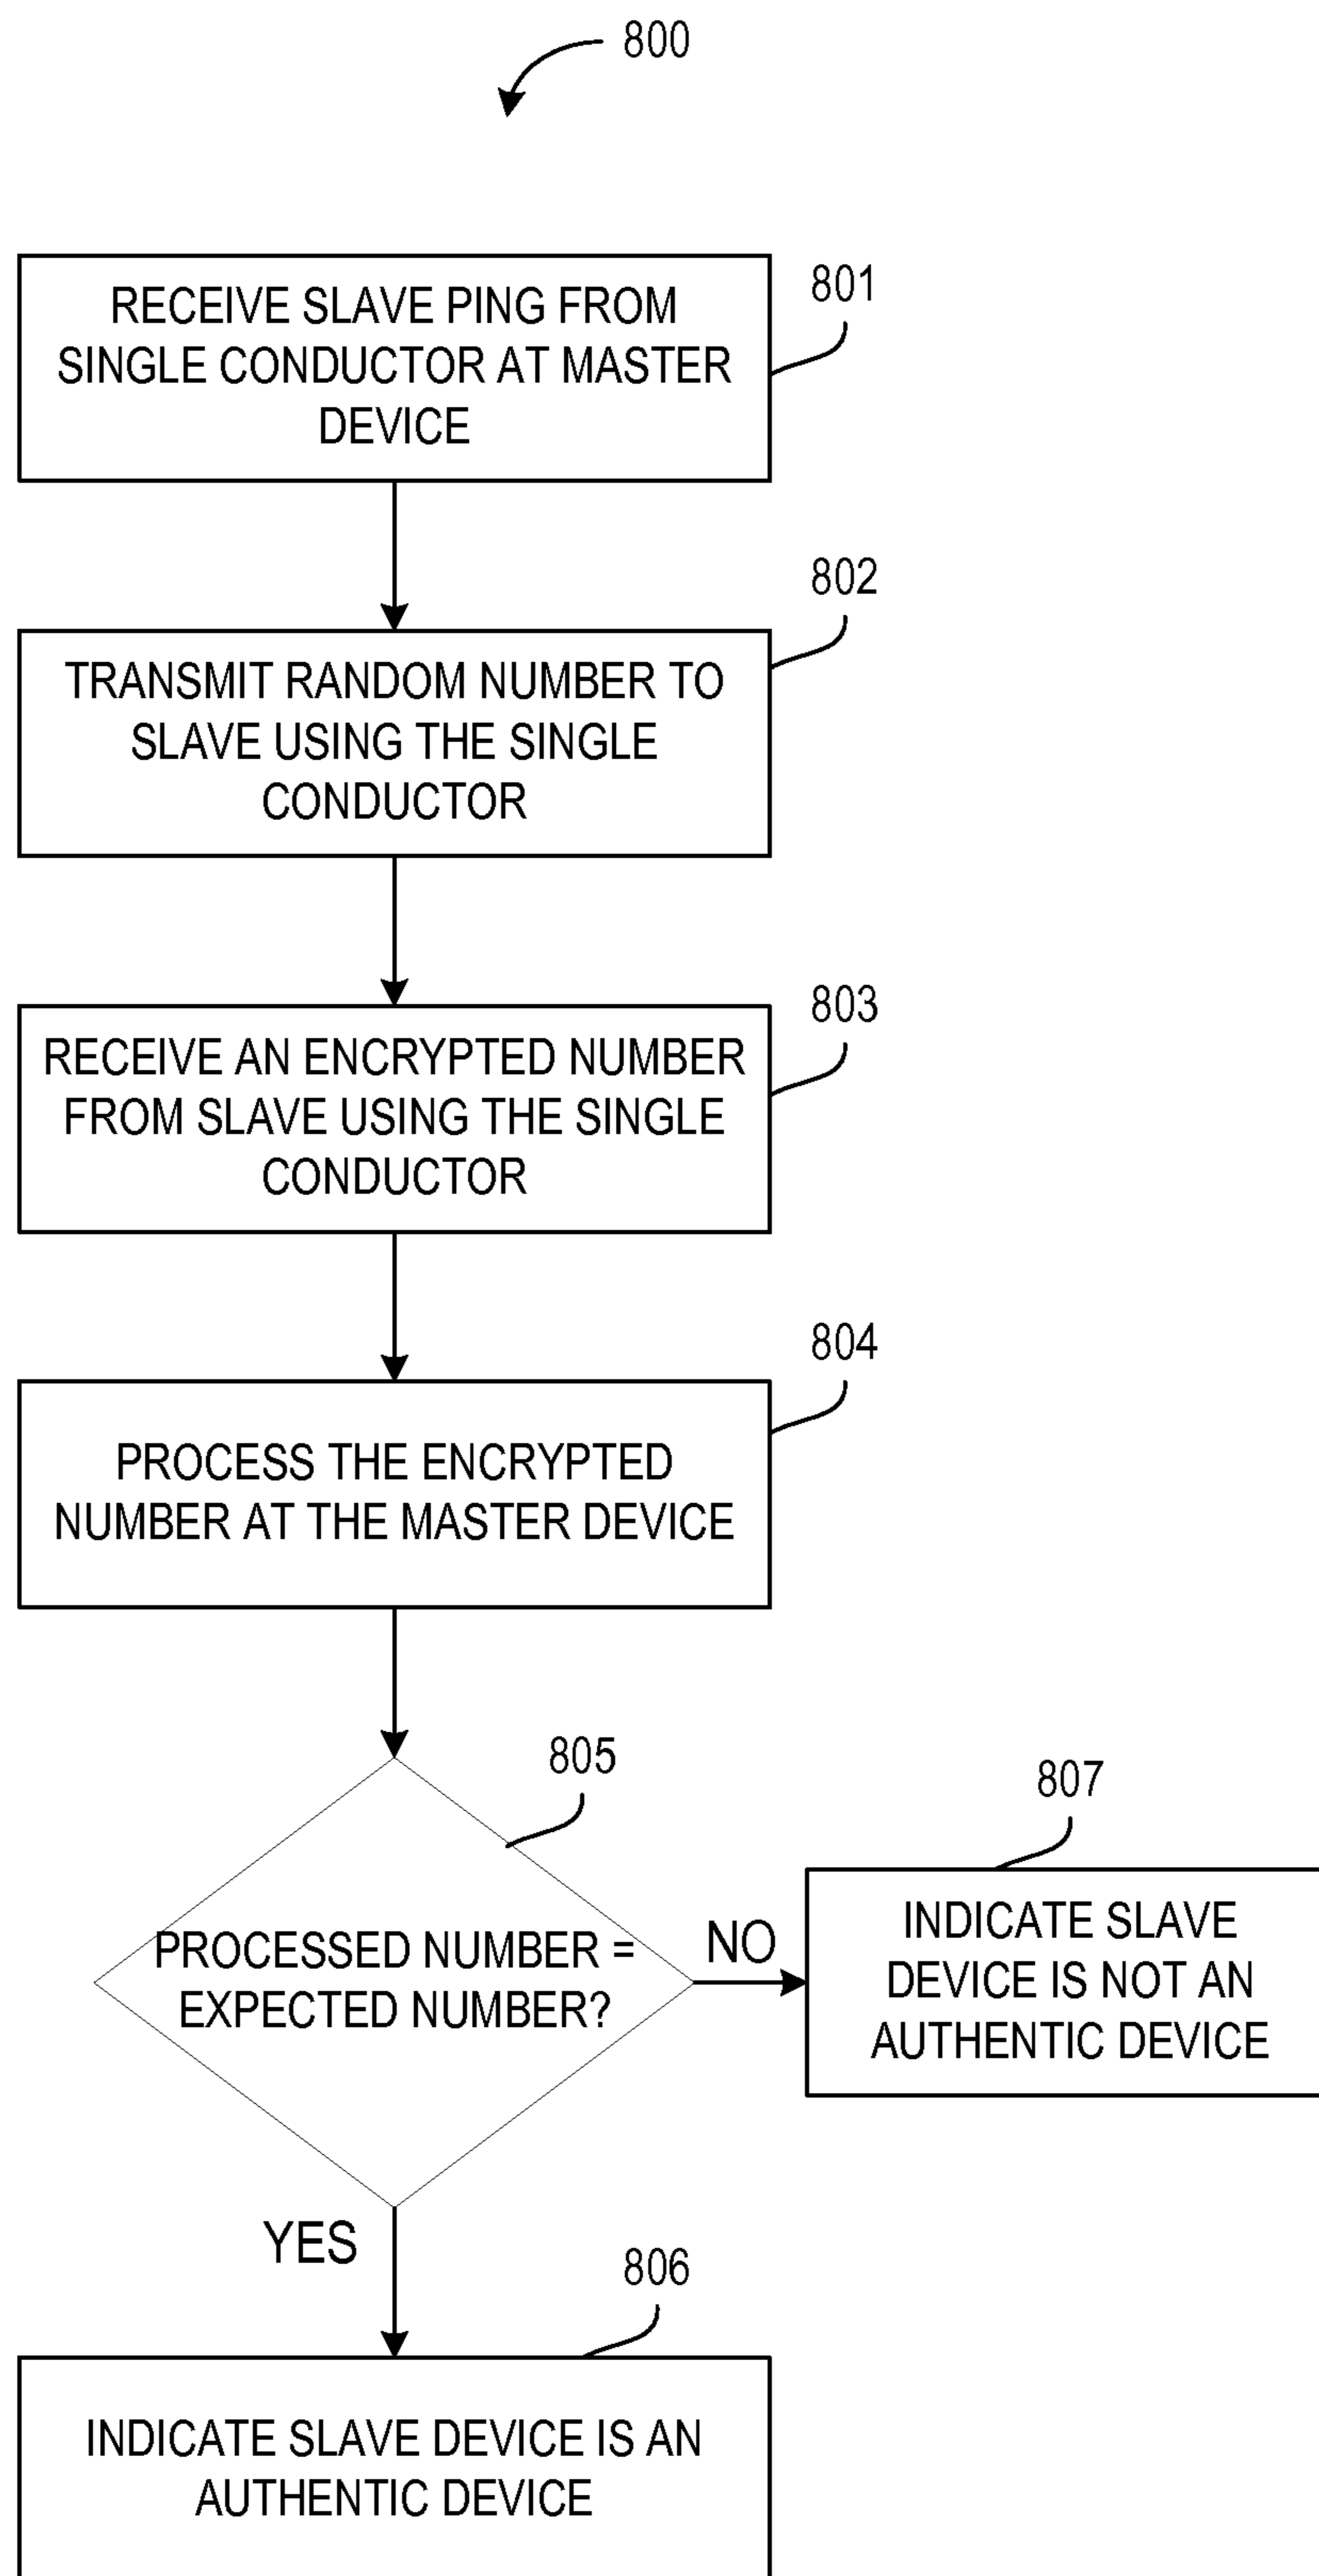 800
801
RECEIVE SLAVE PING FROM
SINGLE CONDUCTOR AT MASTER
DEVICE
802
TRANSMIT RANDOM NUMBER TO
SLAVE USING THE SINGLE
CONDUCTOR
803
RECEIVE AN ENCRYPTED NUMBER
FROM SLAVE USING THE SINGLE
CONDUCTOR
804
PROCESS THE ENCRYPTED
NUMBER AT THE MASTER DEVICE
805
PROCESSED NUMBER =
EXPECTED NUMBER?
NO
807
INDICATE SLAVE
DEVICE IS NOT AN
AUTHENTIC DEVICE
YES
806
INDICATE SLAVE DEVICE IS AN
AUTHENTIC DEVICE